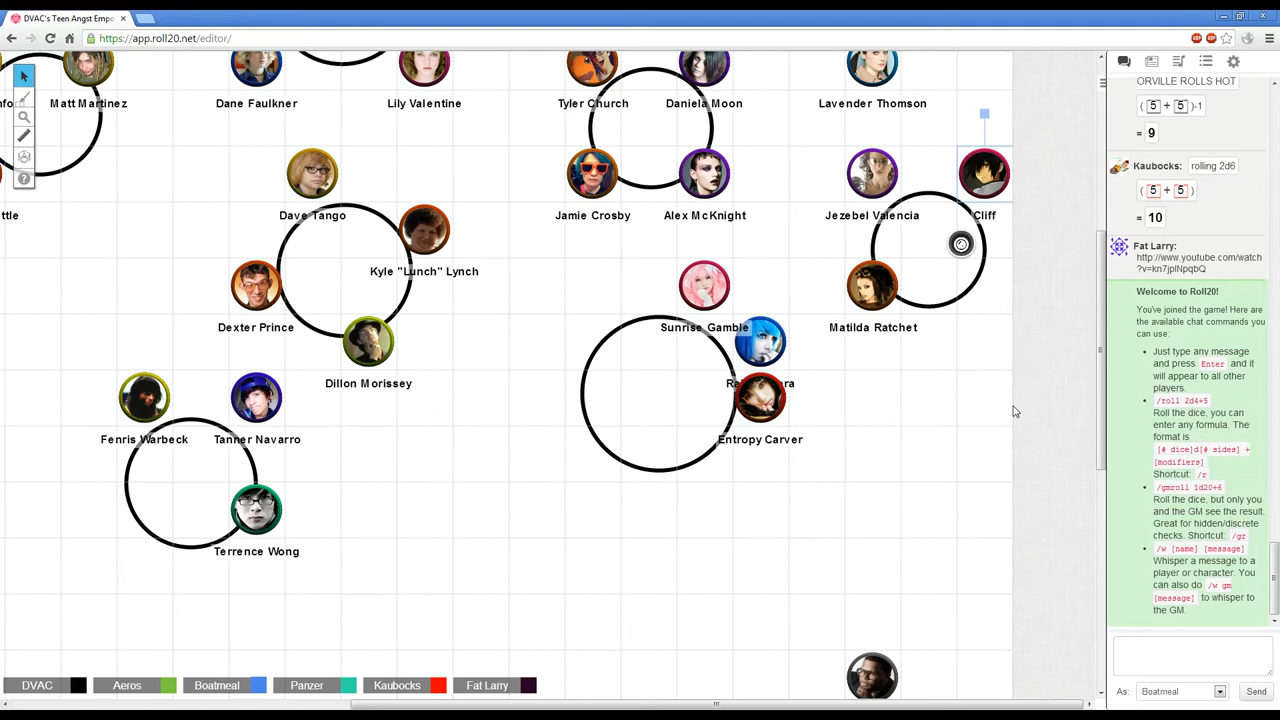 DVAC's Teen Angst Empo
https://app.roll20.net/editor/
Matt Martinez
Dane Faulkner
Lily Valentine
Tyler Church
Daniela Moon
Lavender Thomson
ttle
Dave Tango
Jamie Crosby
Alex McKnight
Jezebel Valencia
Cliff
Kyle "Lunch" Lynch
Dexter Prince
Sunrise Gamble
Matilda Ratchet
Dillon Morissey
Fenris Warbeck
Tanner Navarro
Entropy Carver
Terrence Wong
DVAC
Aeros
Boatmeal
Panzer
Kaubocks
Fat Larry
ORVILLE ROLLS HOT
( 5 + 5 )-1
= 9
Kaubocks: rolling 2d6
( 5 + 5 )
= 10
Fat Larry:
http://www.youtube.com/watch
?v=kn7jplNpqbQ
Welcome to Roll20!
You've joined the game! Here are
the available chat commands you
can use:
• Just type any message
and press Enter and it
will appear to all other
players.
• /roll 2d4+5
Roll the dice, you can
enter any formula. The
format is
[# dice]d[# sides] +
[modifiers]
Shortcut: /r
• /gmroll 1d20+6
Roll the dice, but only you
and the GM see the result.
Great for hidden/discrete
checks. Shortcut: /gr
• /w [name] [message]
Whisper a message to a
player or character. You
can also do /w gm
[message] to whisper to
the GM.
As: Boatmeal
Send